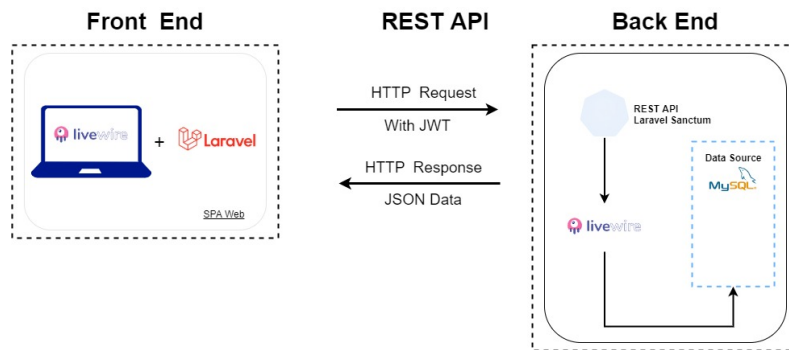 Front End
REST API
Back End
livewire
+
Laravel
SPA Web
HTTP Request
With JWT
HTTP Response
JSON Data
REST API
Laravel Sanctum
Data Source
MySQL
livewire